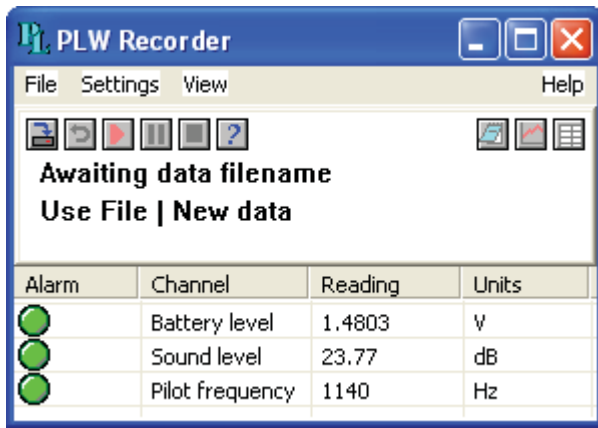 PLW Recorder
File Settings View Help
?
Awaiting data filename
Use File | New data
Alarm Channel Reading Units
Battery level 1.4803 V
Sound level 23.77 dB
Pilot frequency 1140 Hz